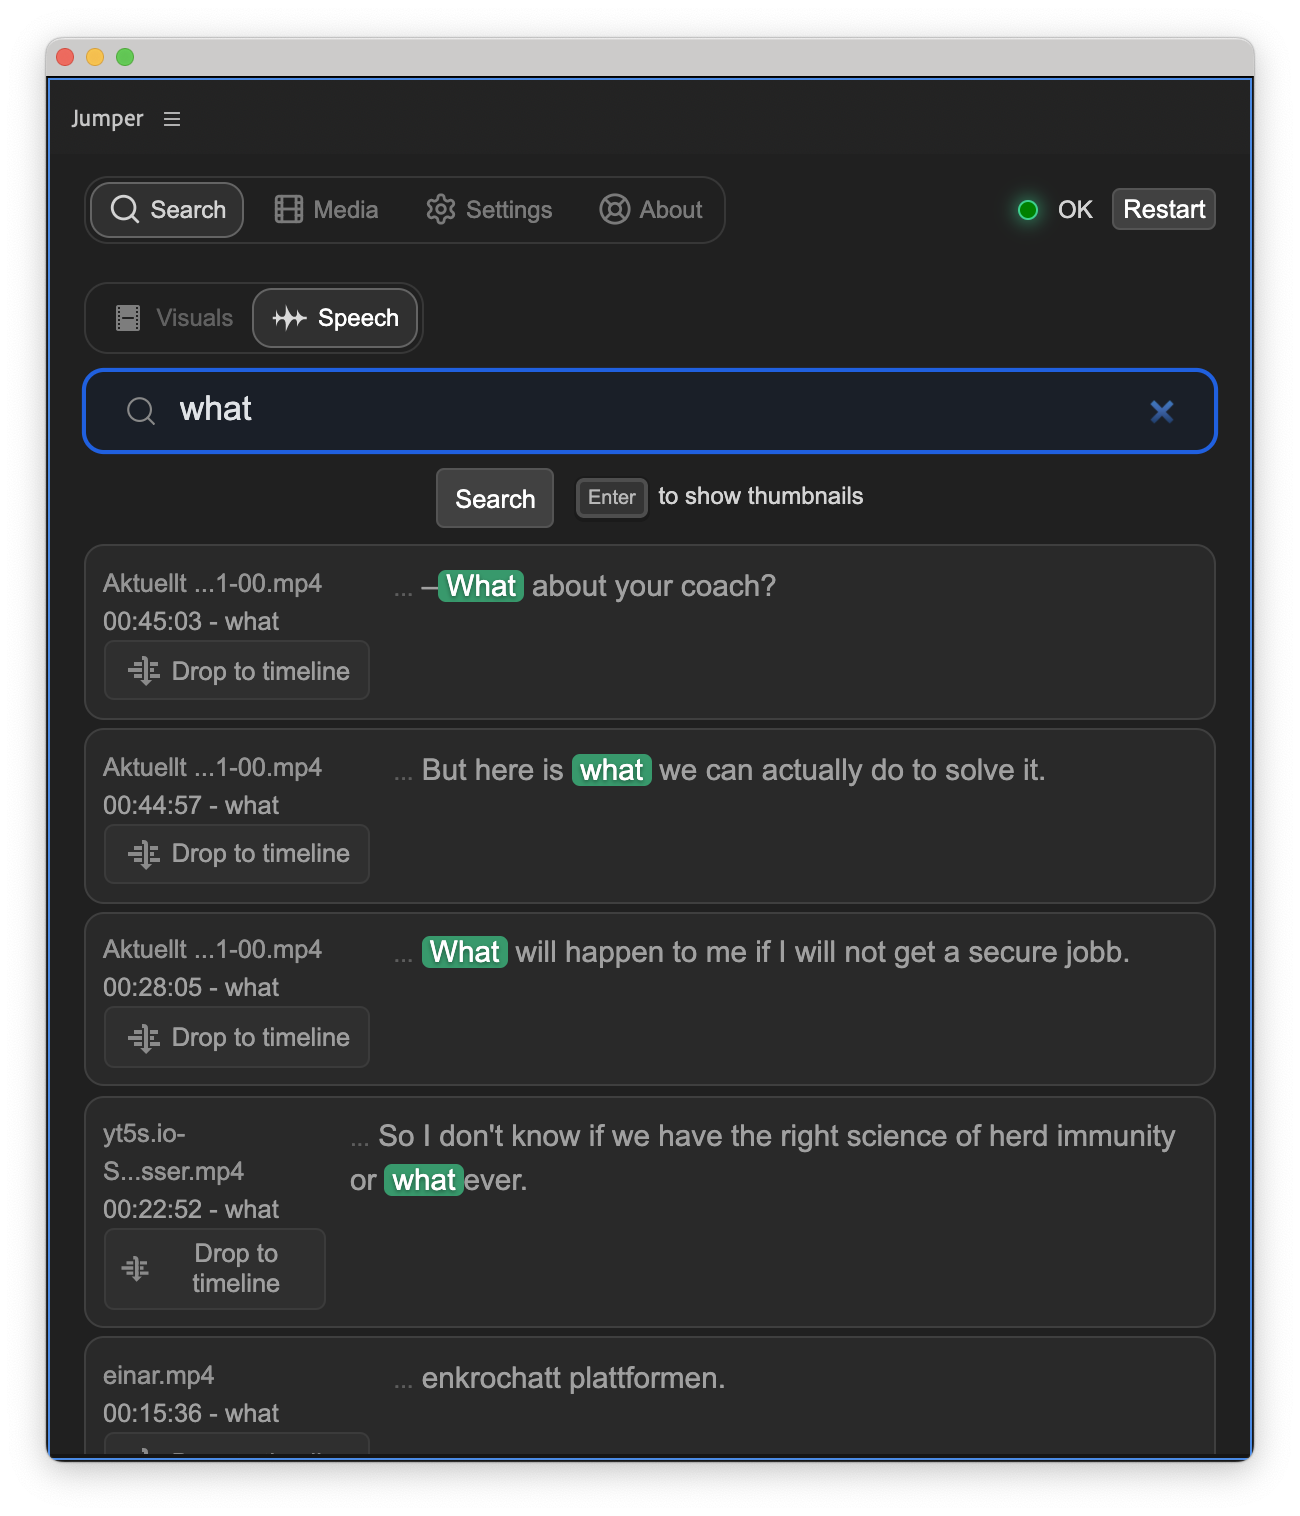 Jumper
Search Media Settings About OK Restart
Visuals Speech
what
Search Enter to show thumbnails
Aktuellt ...1-00.mp4
00:45:03 - what
Drop to timeline
... –What about your coach?
Aktuellt ...1-00.mp4
00:44:57 - what
Drop to timeline
... But here is what we can actually do to solve it.
Aktuellt ...1-00.mp4
00:28:05 - what
Drop to timeline
... What will happen to me if I will not get a secure jobb.
yt5s.io-
S...sser.mp4
00:22:52 - what
Drop to
timeline
... So I don't know if we have the right science of herd immunity
or whatever.
einar.mp4
00:15:36 - what
... enkrochatt plattformen.